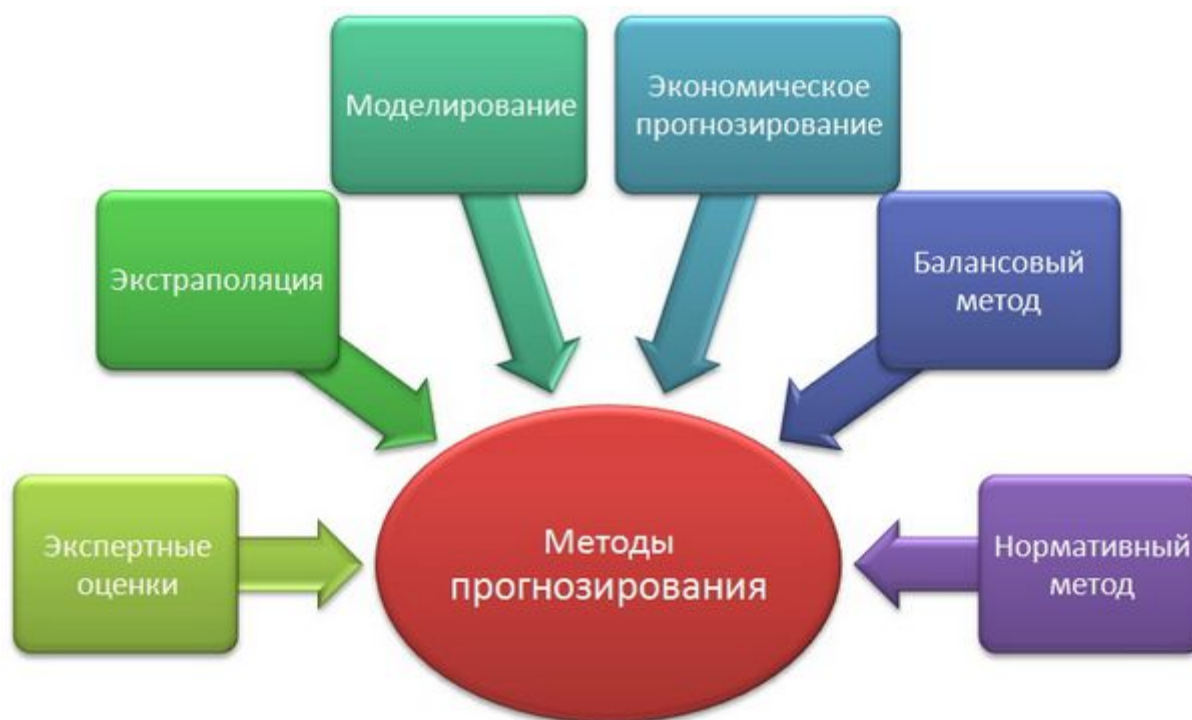 Моделирование
Экономическое
прогнозирование
Экстраполяция
Балансовый
метод
Экспертные
оценки
Методы
прогнозирования
Нормативный
метод